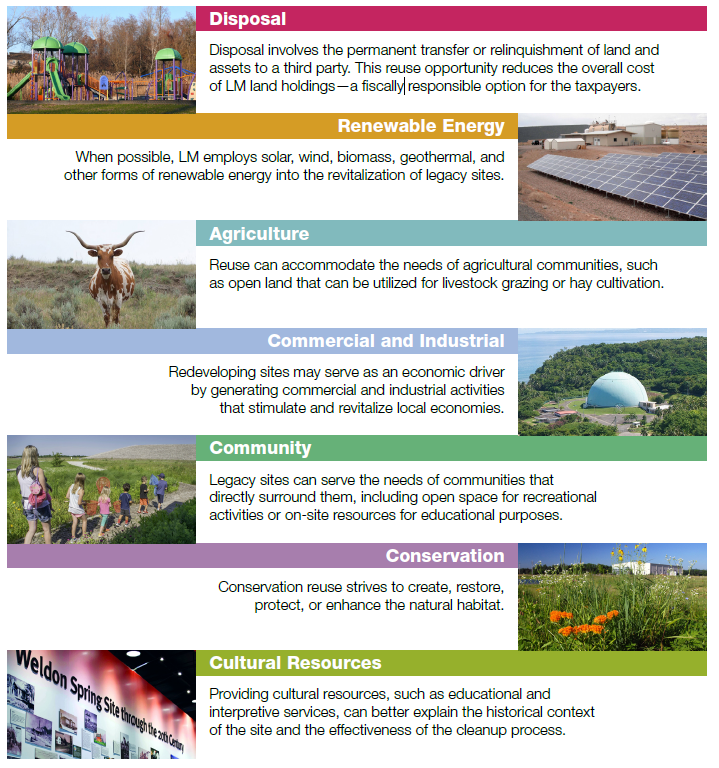 Disposal
Disposal involves the permanent transfer or relinquishment of land and
assets to a third party. This reuse opportunity reduces the overall cost
of LM land holdings—a fiscally responsible option for the taxpayers.
Renewable Energy
When possible, LM employs solar, wind, biomass, geothermal, and
other forms of renewable energy into the revitalization of legacy sites.
Agriculture
Reuse can accommodate the needs of agricultural communities, such
as open land that can be utilized for livestock grazing or hay cultivation.
Commercial and Industrial
Redeveloping sites may serve as an economic driver
by generating commercial and industrial activities
that stimulate and revitalize local economies.
Community
Legacy sites can serve the needs of communities that
directly surround them, including open space for recreational
activities or on-site resources for educational purposes.
Conservation
Conservation reuse strives to create, restore,
protect, or enhance the natural habitat.
Weldon Spring Site through the 20th Century
Cultural Resources
Providing cultural resources, such as educational and
interpretive services, can better explain the historical context
of the site and the effectiveness of the cleanup process.